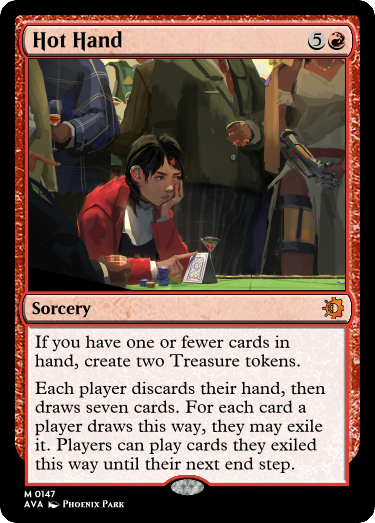 Hot Hand
5
Sorcery
If you have one or fewer cards in
hand, create two Treasure tokens.
Each player discards their hand, then
draws seven cards. For each card a
player draws this way, they may exile
it. Players can play cards they exiled
this way until their next end step.
M 0147
AVA Phoenix Park